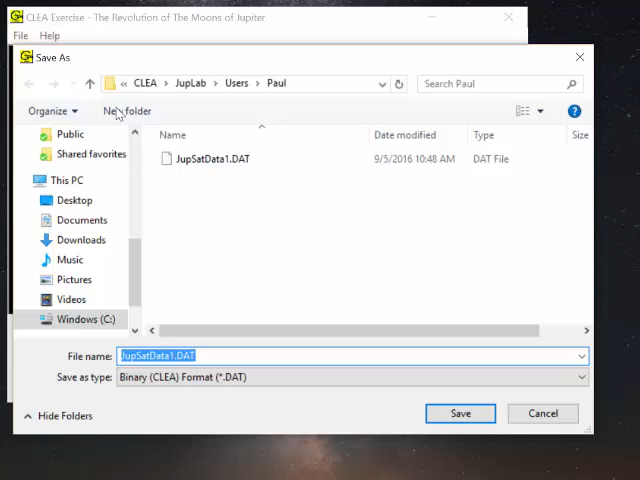 CLEA Exercise - The Revolution of The Moons of Jupiter
File Help
Save As
« CLEA JupLab Users Paul Search Paul
Organize New folder
Name Date modified Type Size
JupSatData1.DAT 9/5/2016 10:48 AM DAT File
Public
Shared favorites
This PC
Desktop
Documents
Downloads
Music
Pictures
Videos
Windows (C:)
File name: JupSatData1.DAT
Save as type: Binary (CLEA) Format (*.DAT)
Hide Folders Save Cancel